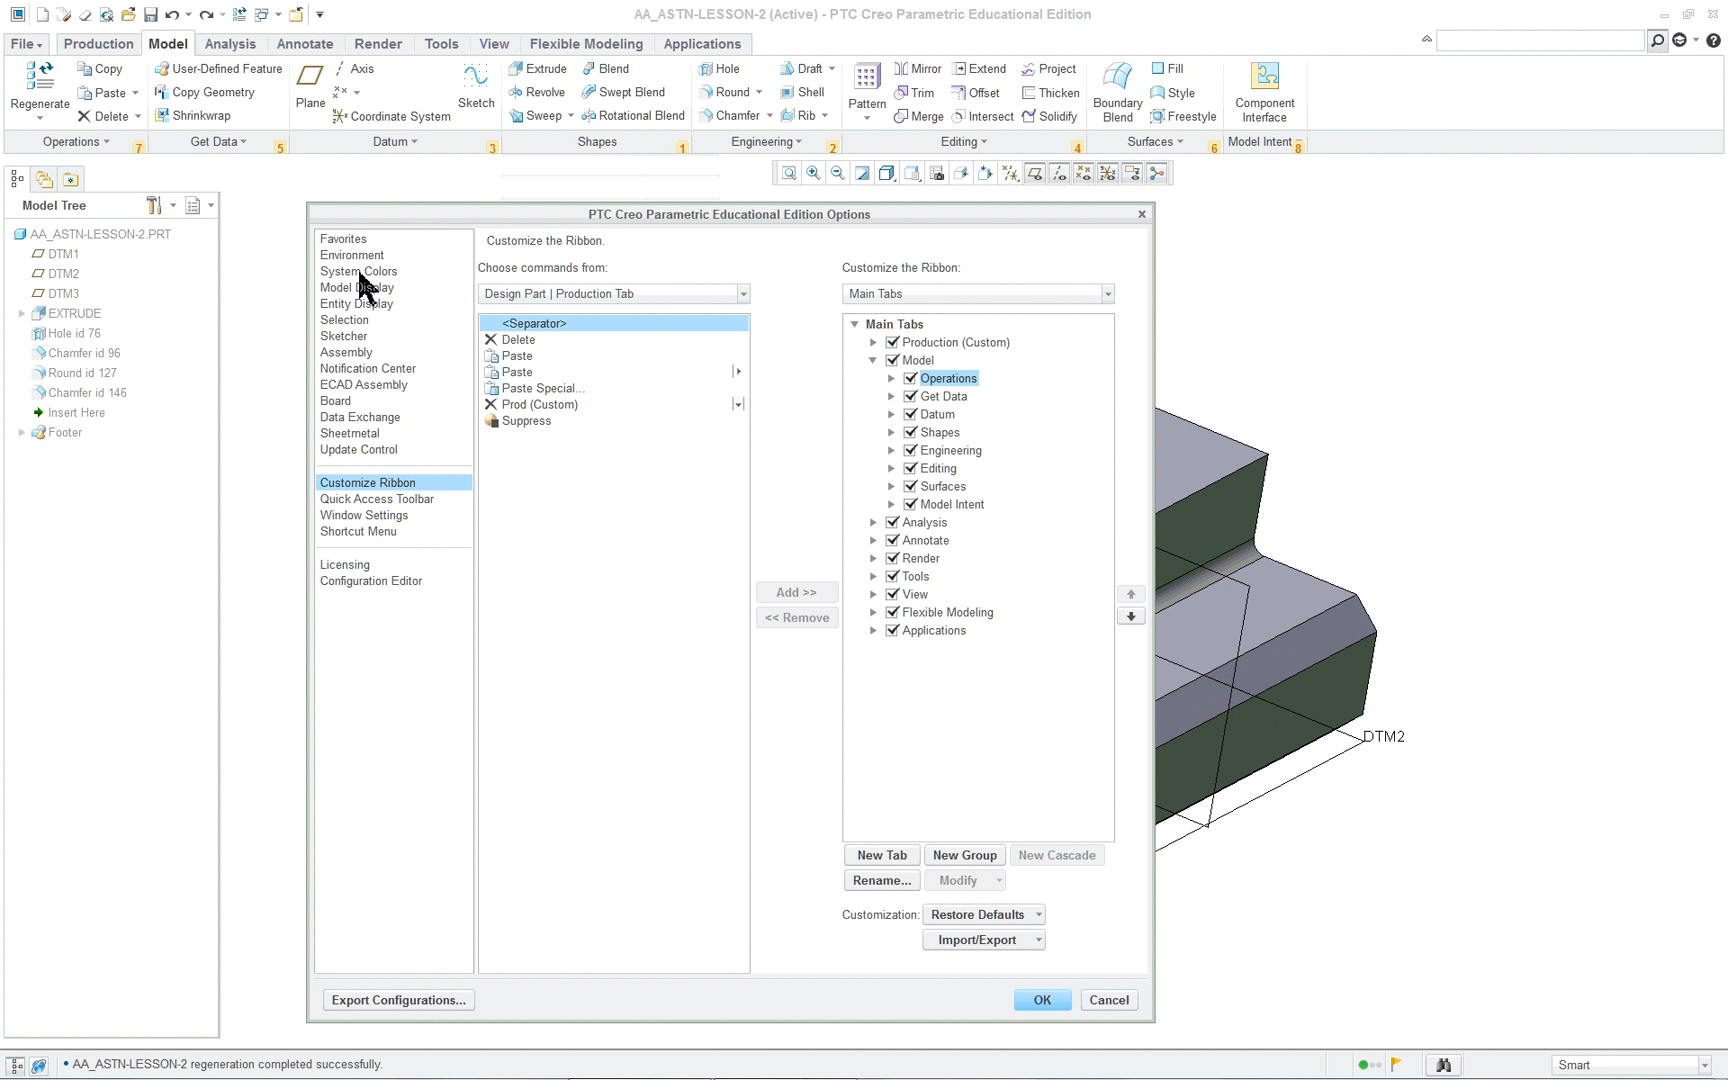 AA_ASTN-LESSON-2 (Active) - PTC Creo Parametric Educational Edition
File Production Model Analysis Annotate Render Tools View Flexible Modeling Applications
Regenerate
Copy
Paste
Delete
User-Defined Feature
Copy Geometry
Shrinkwrap
Plane
Axis
Coordinate System
Sketch
Extrude
Revolve
Sweep
Blend
Swept Blend
Rotational Blend
Hole
Round
Chamfer
Draft
Shell
Rib
Pattern
Mirror
Trim
Merge
Extend
Offset
Intersect
Project
Thicken
Solidify
Boundary
Blend
Fill
Style
Freestyle
Component
Interface
Operations 7 Get Data 5 Datum 3 Shapes 1 Engineering 2 Editing 4 Surfaces 6 Model Intent 8
Model Tree
AA_ASTN-LESSON-2.PRT
DTM1
DTM2
DTM3
EXTRUDE
Hole id 76
Chamfer id 96
Round id 127
Chamfer id 146
Insert Here
Footer
PTC Creo Parametric Educational Edition Options
Favorites
Environment
System Colors
Model Display
Entity Display
Selection
Sketcher
Assembly
Notification Center
ECAD Assembly
Board
Data Exchange
Sheetmetal
Update Control
Customize Ribbon
Quick Access Toolbar
Window Settings
Shortcut Menu
Licensing
Configuration Editor
Customize the Ribbon.
Choose commands from:
Design Part | Production Tab
<Separator>
Delete
Paste
Paste
Paste Special...
Prod (Custom)
Suppress
Add >>
<< Remove
Customize the Ribbon:
Main Tabs
Main Tabs
Production (Custom)
Model
Operations
Get Data
Datum
Shapes
Engineering
Editing
Surfaces
Model Intent
Analysis
Annotate
Render
Tools
View
Flexible Modeling
Applications
New Tab New Group New Cascade
Rename... Modify
Customization: Restore Defaults
Import/Export
Export Configurations... OK Cancel
DTM2
• AA_ASTN-LESSON-2 regeneration completed successfully.
Smart